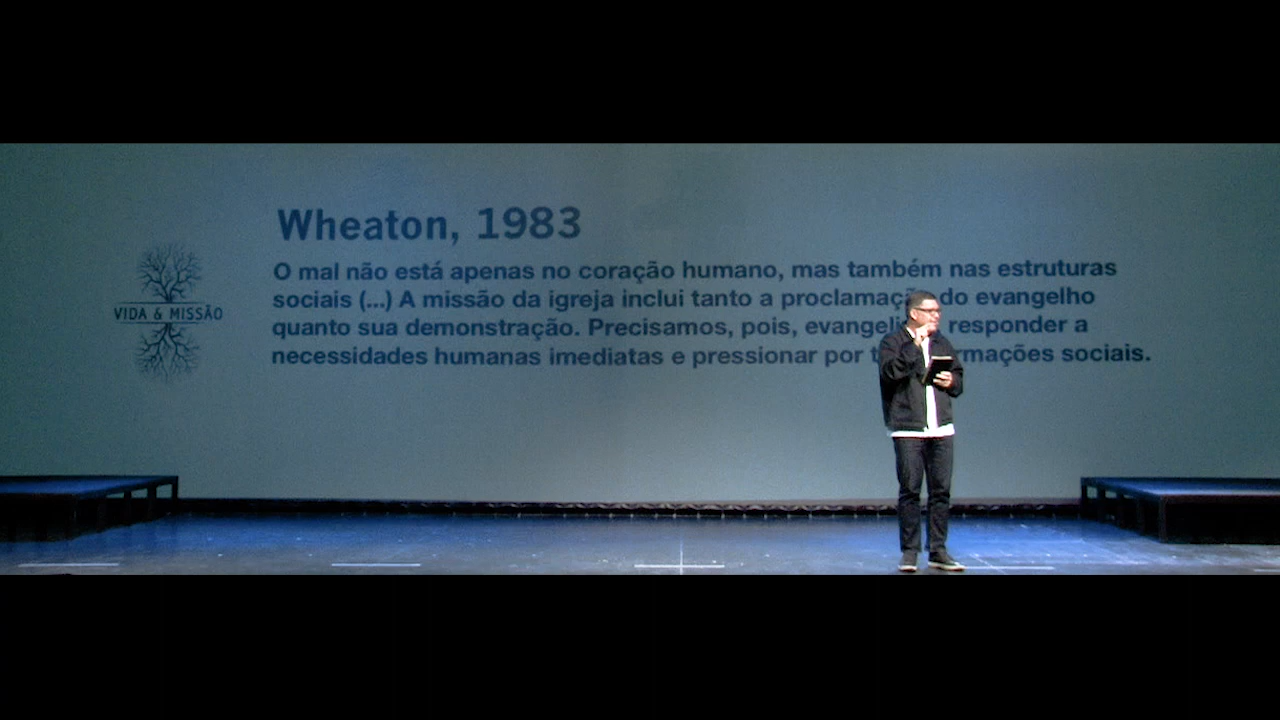 Wheaton, 1983
O mal não está apenas no coração humano, mas também nas estruturas
sociais (...) A missão da igreja inclui tanto a proclamação do evangelho
quanto sua demonstração. Precisamos, pois, responder a
necessidades humanas imediatas e pressionar por sociais.
VIDA & MISSÃO